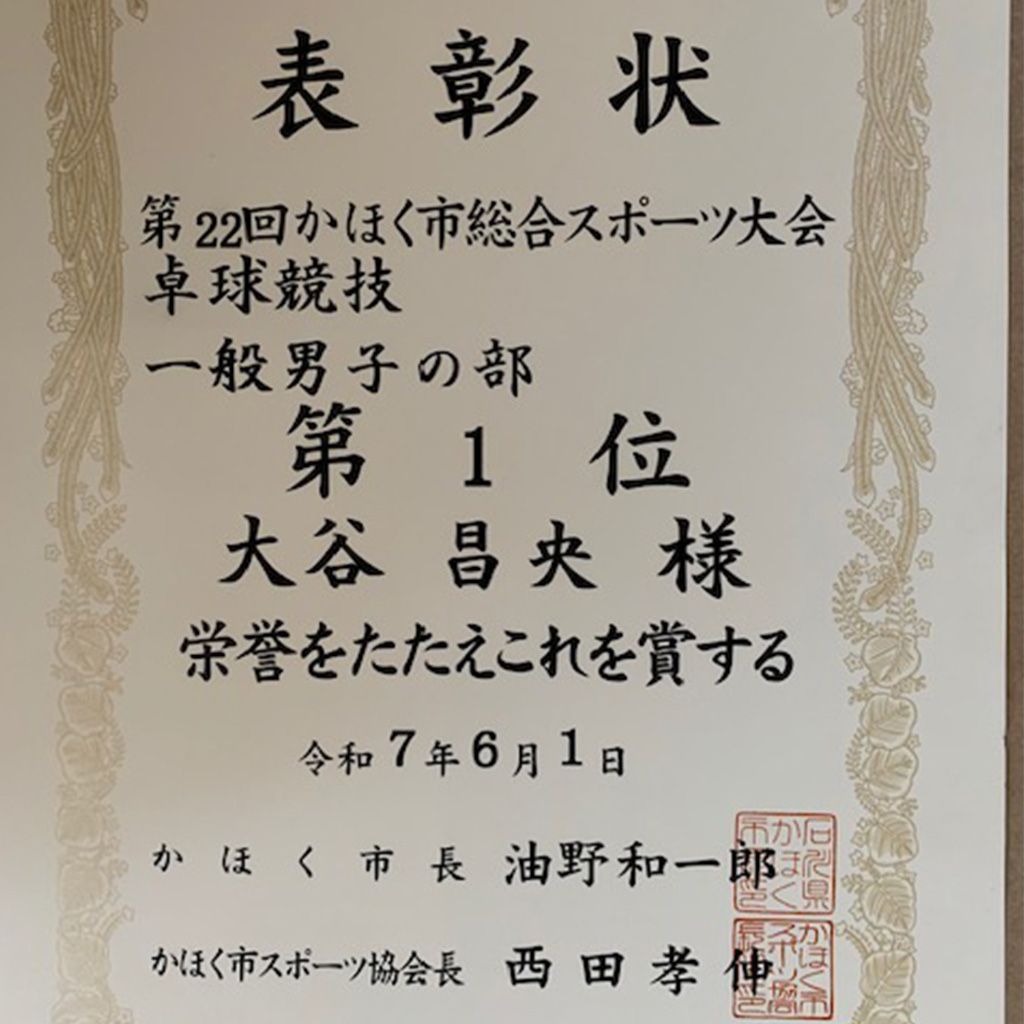 表彰状
第22回かほく市総合スポーツ大会
卓球競技
一般男子の部
第1位
大谷 昌央 様
栄誉をたたえこれを賞する
令和7年6月1日
かほく市長 油野和一郎
かほく市スポーツ協会長 西田孝伸